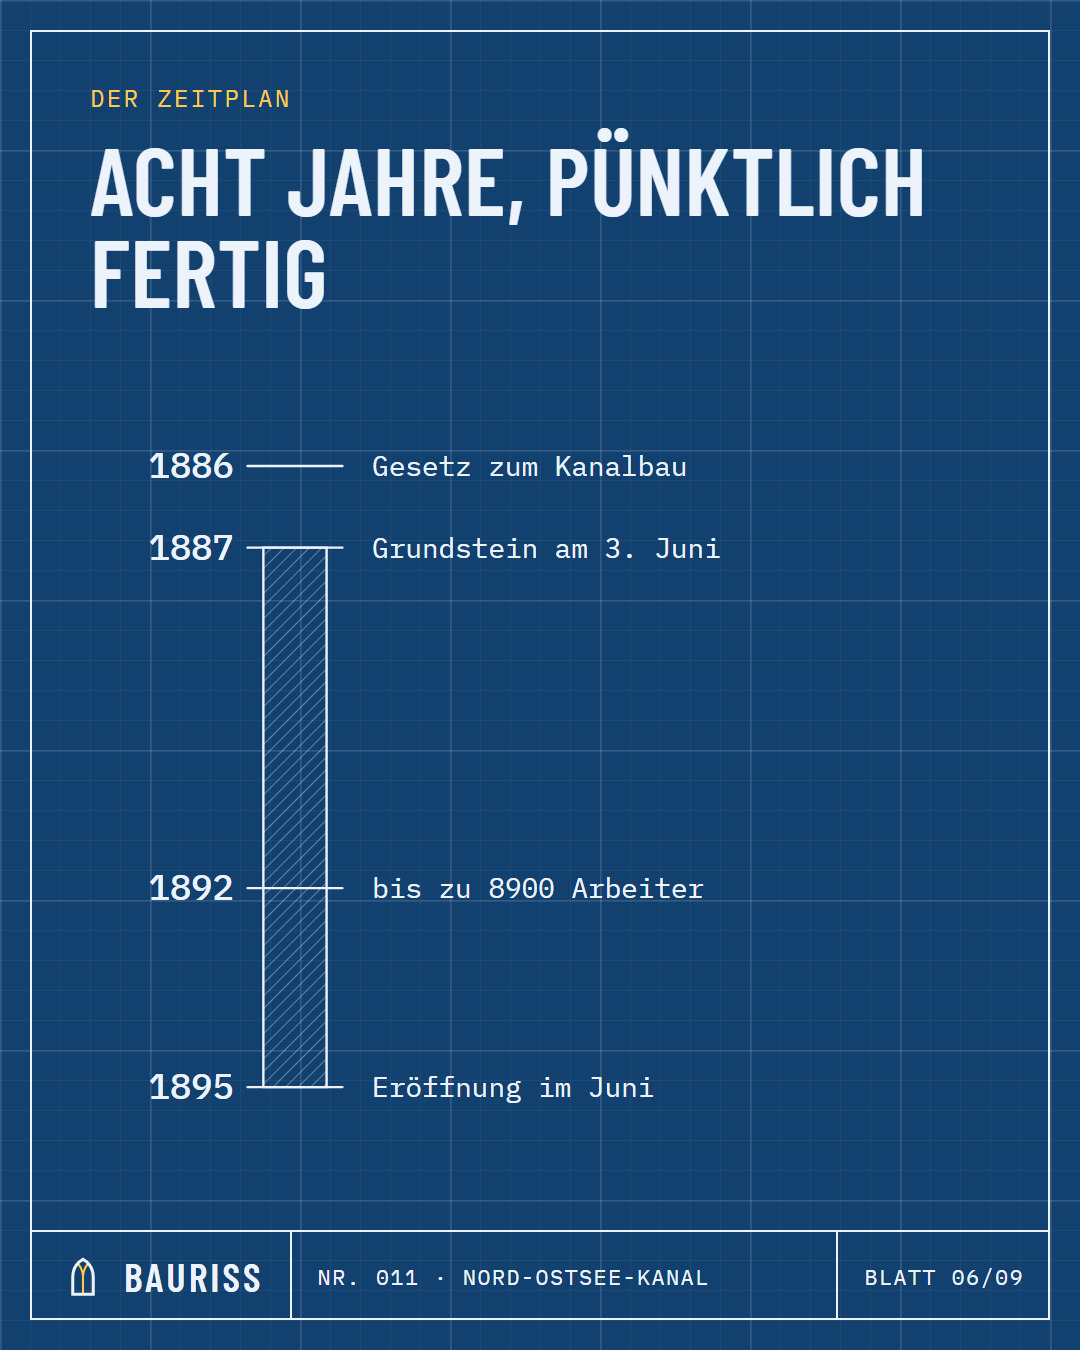 DER ZEITPLAN
ACHT JAHRE, PÜNKTLICH
FERTIG
1886 Gesetz zum Kanalbau
1887 Grundstein am 3. Juni
1892 bis zu 8900 Arbeiter
1895 Eröffnung im Juni
BAURISS NR. 011 · NORD-OSTSEE-KANAL BLATT 06/09